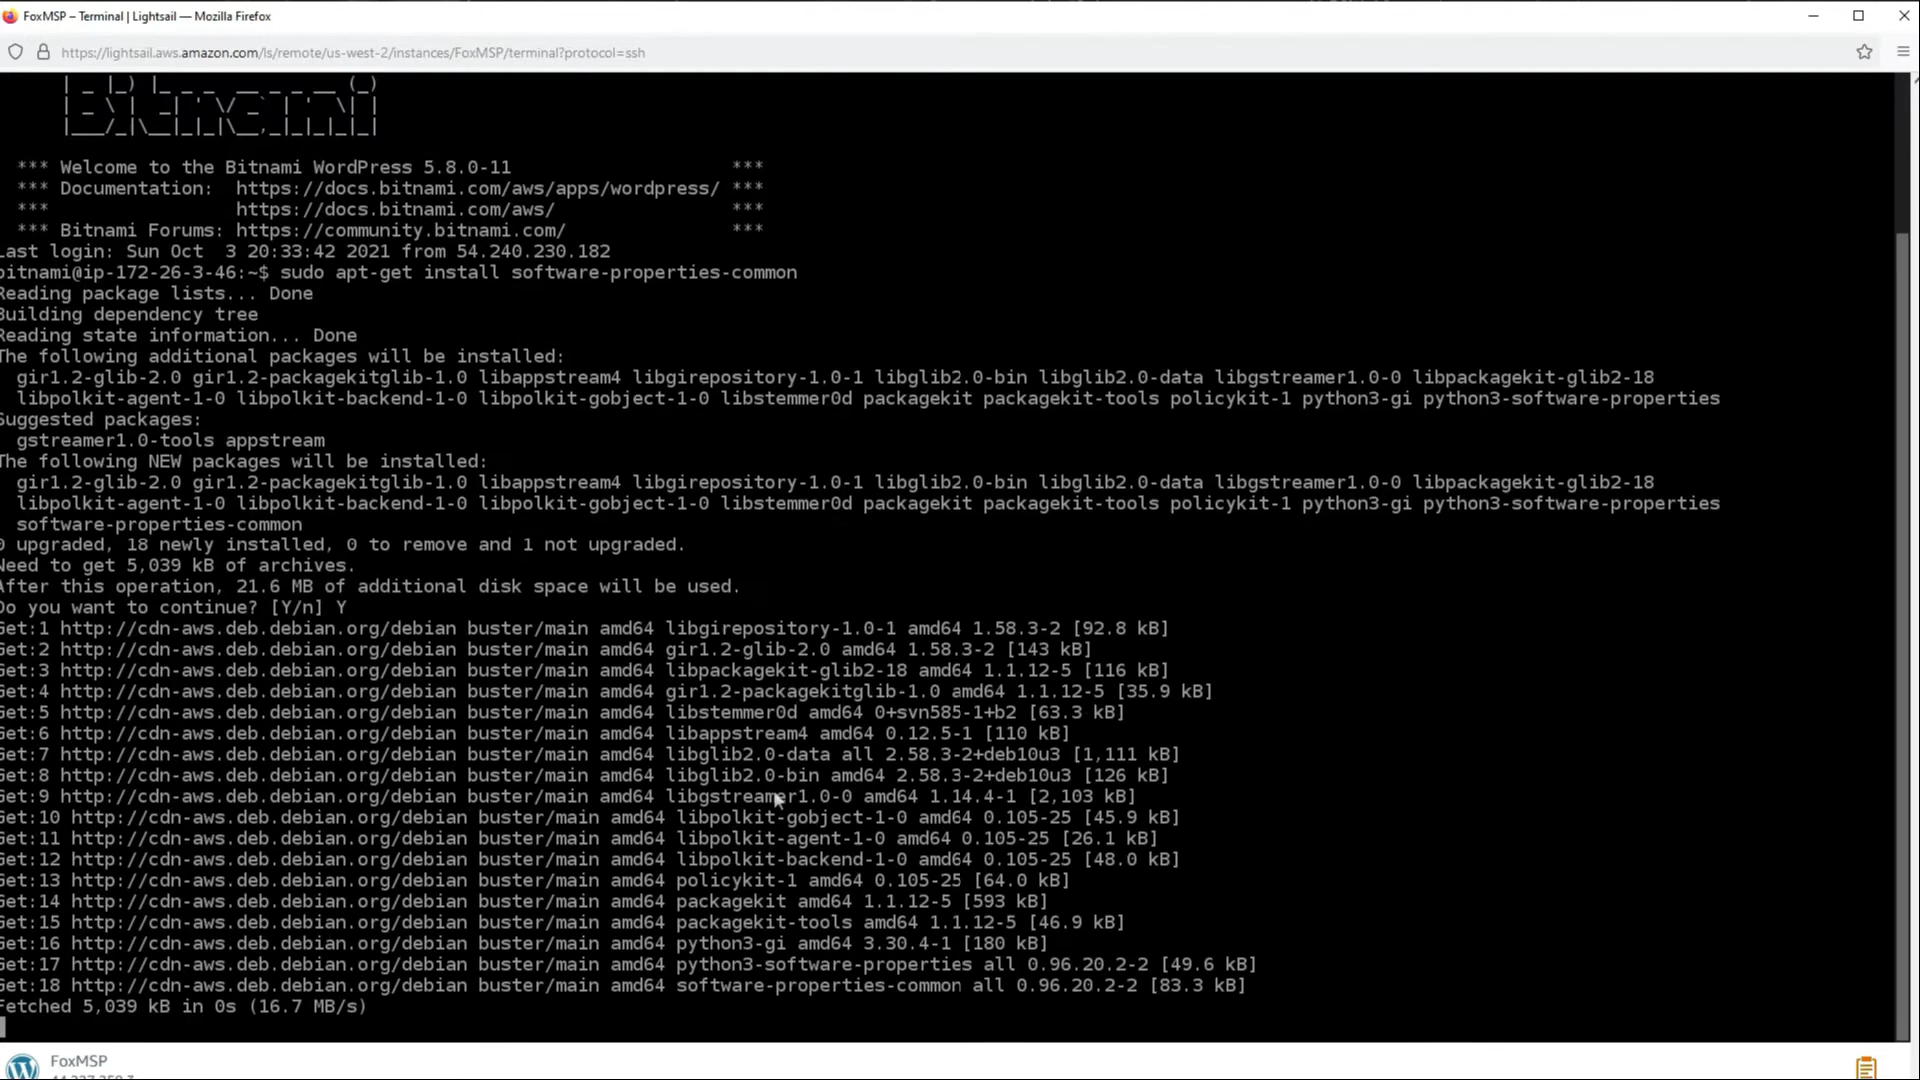 FoxMSP – Terminal | Lightsail — Mozilla Firefox
https://lightsail.aws.amazon.com/ls/remote/us-west-2/instances/FoxMSP/terminal?protocol=ssh
Bitnami
*** Welcome to the Bitnami WordPress 5.8.0-11 ***
*** Documentation: https://docs.bitnami.com/aws/apps/wordpress/ ***
*** https://docs.bitnami.com/aws/ ***
*** Bitnami Forums: https://community.bitnami.com/ ***
Last login: Sun Oct 3 20:33:42 2021 from 54.240.230.182
bitnami@ip-172-26-3-46:~$ sudo apt-get install software-properties-common
Reading package lists... Done
Building dependency tree
Reading state information... Done
The following additional packages will be installed:
gir1.2-glib-2.0 gir1.2-packagekitglib-1.0 libappstream4 libgirepository-1.0-1 libglib2.0-bin libglib2.0-data libgstreamer1.0-0 libpackagekit-glib2-18
libpolkit-agent-1-0 libpolkit-backend-1-0 libpolkit-gobject-1-0 libstemmer0d packagekit packagekit-tools policykit-1 python3-gi python3-software-properties
Suggested packages:
gstreamer1.0-tools appstream
The following NEW packages will be installed:
gir1.2-glib-2.0 gir1.2-packagekitglib-1.0 libappstream4 libgirepository-1.0-1 libglib2.0-bin libglib2.0-data libgstreamer1.0-0 libpackagekit-glib2-18
libpolkit-agent-1-0 libpolkit-backend-1-0 libpolkit-gobject-1-0 libstemmer0d packagekit packagekit-tools policykit-1 python3-gi python3-software-properties
software-properties-common
0 upgraded, 18 newly installed, 0 to remove and 1 not upgraded.
Need to get 5,039 kB of archives.
After this operation, 21.6 MB of additional disk space will be used.
Do you want to continue? [Y/n] Y
Get:1 http://cdn-aws.deb.debian.org/debian buster/main amd64 libgirepository-1.0-1 amd64 1.58.3-2 [92.8 kB]
Get:2 http://cdn-aws.deb.debian.org/debian buster/main amd64 gir1.2-glib-2.0 amd64 1.58.3-2 [143 kB]
Get:3 http://cdn-aws.deb.debian.org/debian buster/main amd64 libpackagekit-glib2-18 amd64 1.1.12-5 [116 kB]
Get:4 http://cdn-aws.deb.debian.org/debian buster/main amd64 gir1.2-packagekitglib-1.0 amd64 1.1.12-5 [35.9 kB]
Get:5 http://cdn-aws.deb.debian.org/debian buster/main amd64 libstemmer0d amd64 0+svn585-1+b2 [63.3 kB]
Get:6 http://cdn-aws.deb.debian.org/debian buster/main amd64 libappstream4 amd64 0.12.5-1 [110 kB]
Get:7 http://cdn-aws.deb.debian.org/debian buster/main amd64 libglib2.0-data all 2.58.3-2+deb10u3 [1,111 kB]
Get:8 http://cdn-aws.deb.debian.org/debian buster/main amd64 libglib2.0-bin amd64 2.58.3-2+deb10u3 [126 kB]
Get:9 http://cdn-aws.deb.debian.org/debian buster/main amd64 libgstreamer1.0-0 amd64 1.14.4-1 [2,103 kB]
Get:10 http://cdn-aws.deb.debian.org/debian buster/main amd64 libpolkit-gobject-1-0 amd64 0.105-25 [45.9 kB]
Get:11 http://cdn-aws.deb.debian.org/debian buster/main amd64 libpolkit-agent-1-0 amd64 0.105-25 [26.1 kB]
Get:12 http://cdn-aws.deb.debian.org/debian buster/main amd64 libpolkit-backend-1-0 amd64 0.105-25 [48.0 kB]
Get:13 http://cdn-aws.deb.debian.org/debian buster/main amd64 policykit-1 amd64 0.105-25 [64.0 kB]
Get:14 http://cdn-aws.deb.debian.org/debian buster/main amd64 packagekit amd64 1.1.12-5 [593 kB]
Get:15 http://cdn-aws.deb.debian.org/debian buster/main amd64 packagekit-tools amd64 1.1.12-5 [46.9 kB]
Get:16 http://cdn-aws.deb.debian.org/debian buster/main amd64 python3-gi amd64 3.30.4-1 [180 kB]
Get:17 http://cdn-aws.deb.debian.org/debian buster/main amd64 python3-software-properties all 0.96.20.2-2 [49.6 kB]
Get:18 http://cdn-aws.deb.debian.org/debian buster/main amd64 software-properties-common all 0.96.20.2-2 [83.3 kB]
Fetched 5,039 kB in 0s (16.7 MB/s)
FoxMSP